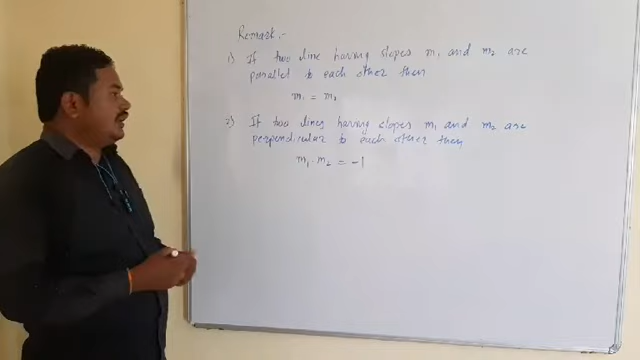 Remark:-
1) If two line having slopes m₁ and m₂ are
parallel to each other then
m₁ = m₂
2) If two lines having slopes m₁ and m₂ are
perpendicular to each other then
m₁ . m₂ = -1